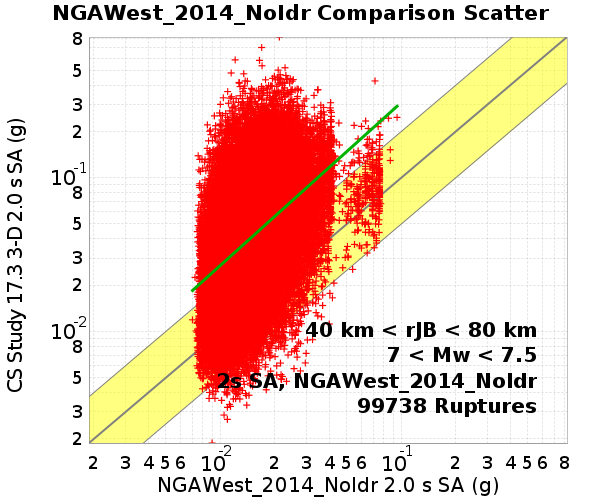 NGAWest_2014_NoIdr Comparison Scatter
8
5
3
2
10-1
8
5
3
2
10-2
8
5
3
2
CS Study 17.3 3-D 2.0 s SA (g)
40 km < rJB < 80 km
7 < Mw < 7.5
2s SA, NGAWest_2014_NoIdr
99738 Ruptures
2 3 4 5 6 10-2 2 3 4 5 6 10-1 2 3 4 5 6 8
NGAWest_2014_NoIdr 2.0 s SA (g)